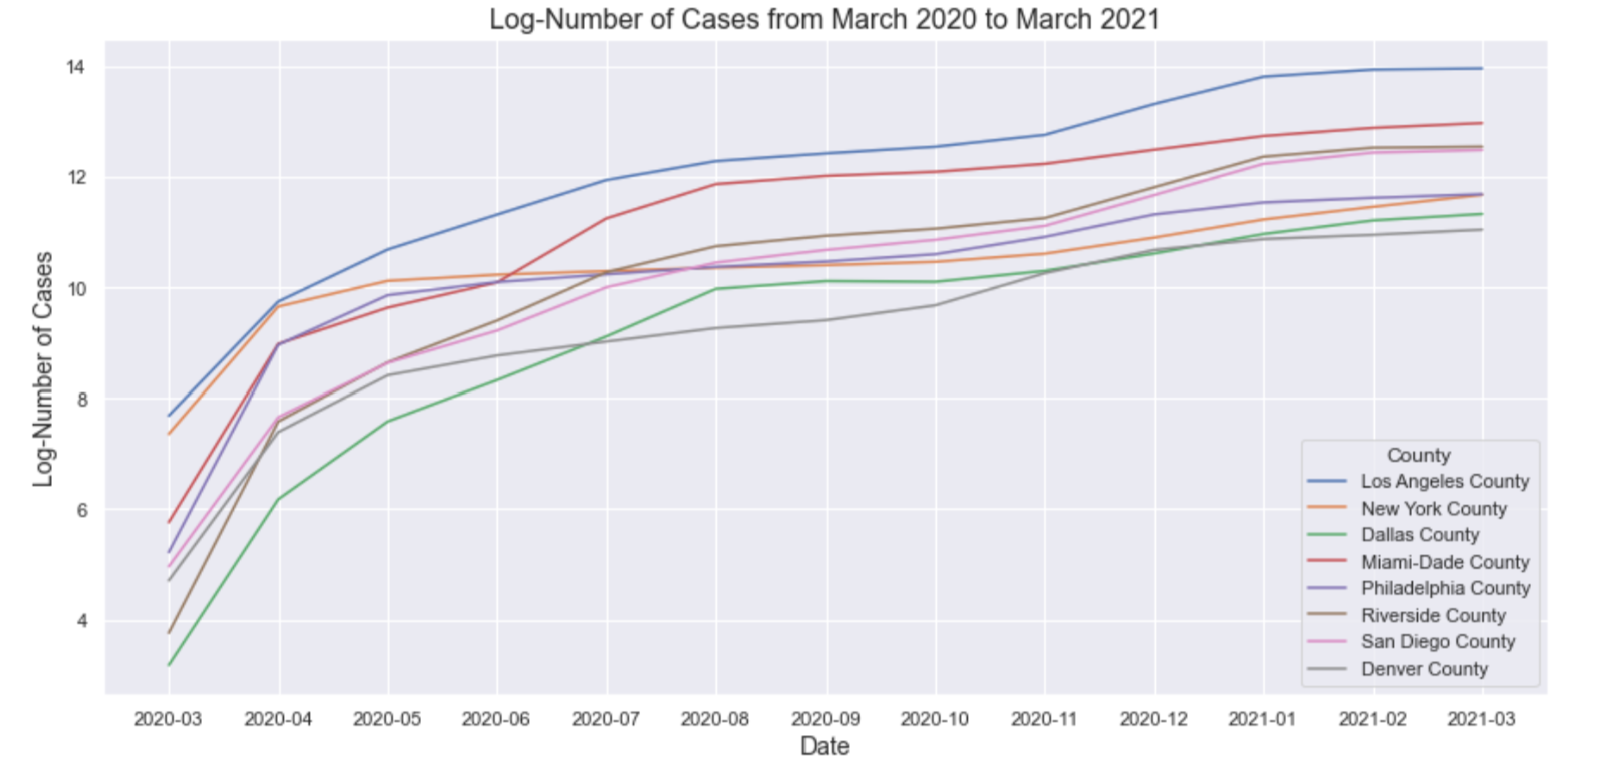 Log-Number of Cases from March 2020 to March 2021
Log-Number of Cases
14
12
10
8
6
4
2020-03 2020-04 2020-05 2020-06 2020-07 2020-08 2020-09 2020-10 2020-11 2020-12 2021-01 2021-02 2021-03
Date
County
Los Angeles County
New York County
Dallas County
Miami-Dade County
Philadelphia County
Riverside County
San Diego County
Denver County